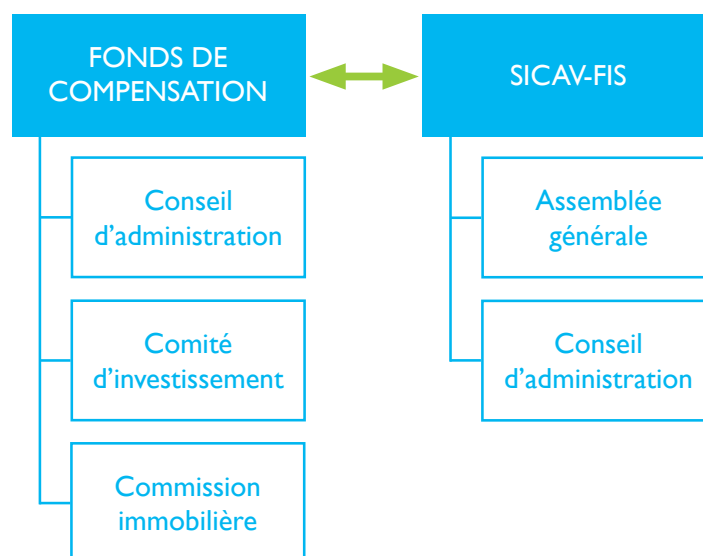 FONDS DE
COMPENSATION
SICAV-FIS
Conseil
d’administration
Assemblée
générale
Comité
d’investissement
Conseil
d’administration
Commission
immobilière